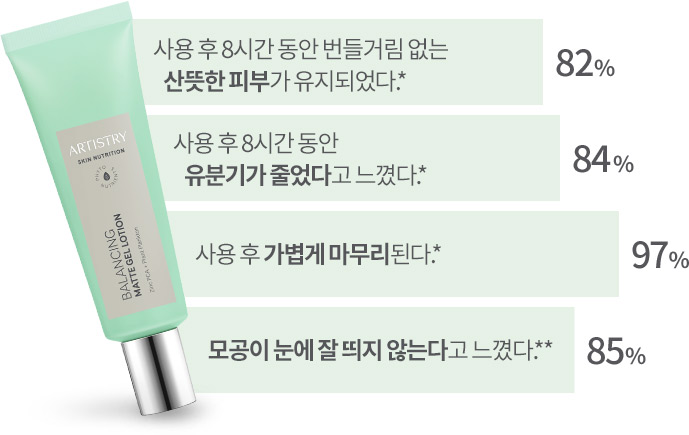 사용 후 8시간 동안 번들거림 없는
산뜻한 피부가 유지되었다.*
82%
사용 후 8시간 동안
유분기가 줄었다고 느꼈다.*
84%
사용 후 가볍게 마무리된다.*
97%
모공이 눈에 잘 띄지 않는다고 느꼈다.**
85%
ARTISTRY
SKIN NUTRITION
BALANCING
MATTE GEL LOTION